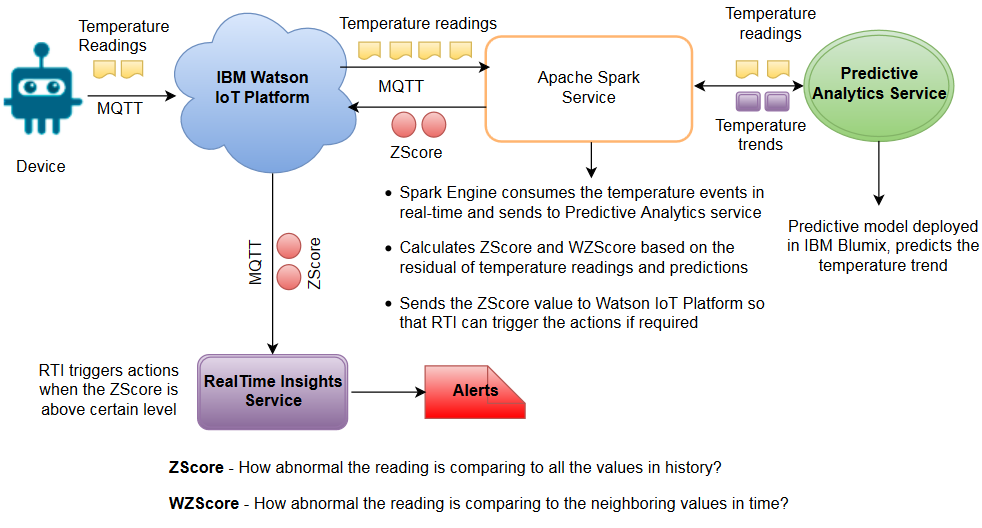 Temperature
Readings
MQTT
Device
IBM Watson
IoT Platform
Temperature readings
MQTT
ZScore
Apache Spark
Service
Temperature
readings
Temperature
trends
Predictive
Analytics Service
• Spark Engine consumes the temperature events in
real-time and sends to Predictive Analytics service
• Calculates ZScore and WZScore based on the
residual of temperature readings and predictions
• Sends the ZScore value to Watson IoT Platform so
that RTI can trigger the actions if required
Predictive model deployed
in IBM Blumix, predicts the
temperature trend
MQTT
ZScore
RTI triggers actions
when the ZScore is
above certain level
RealTime Insights
Service
Alerts
ZScore - How abnormal the reading is comparing to all the values in history?
WZScore - How abnormal the reading is comparing to the neighboring values in time?